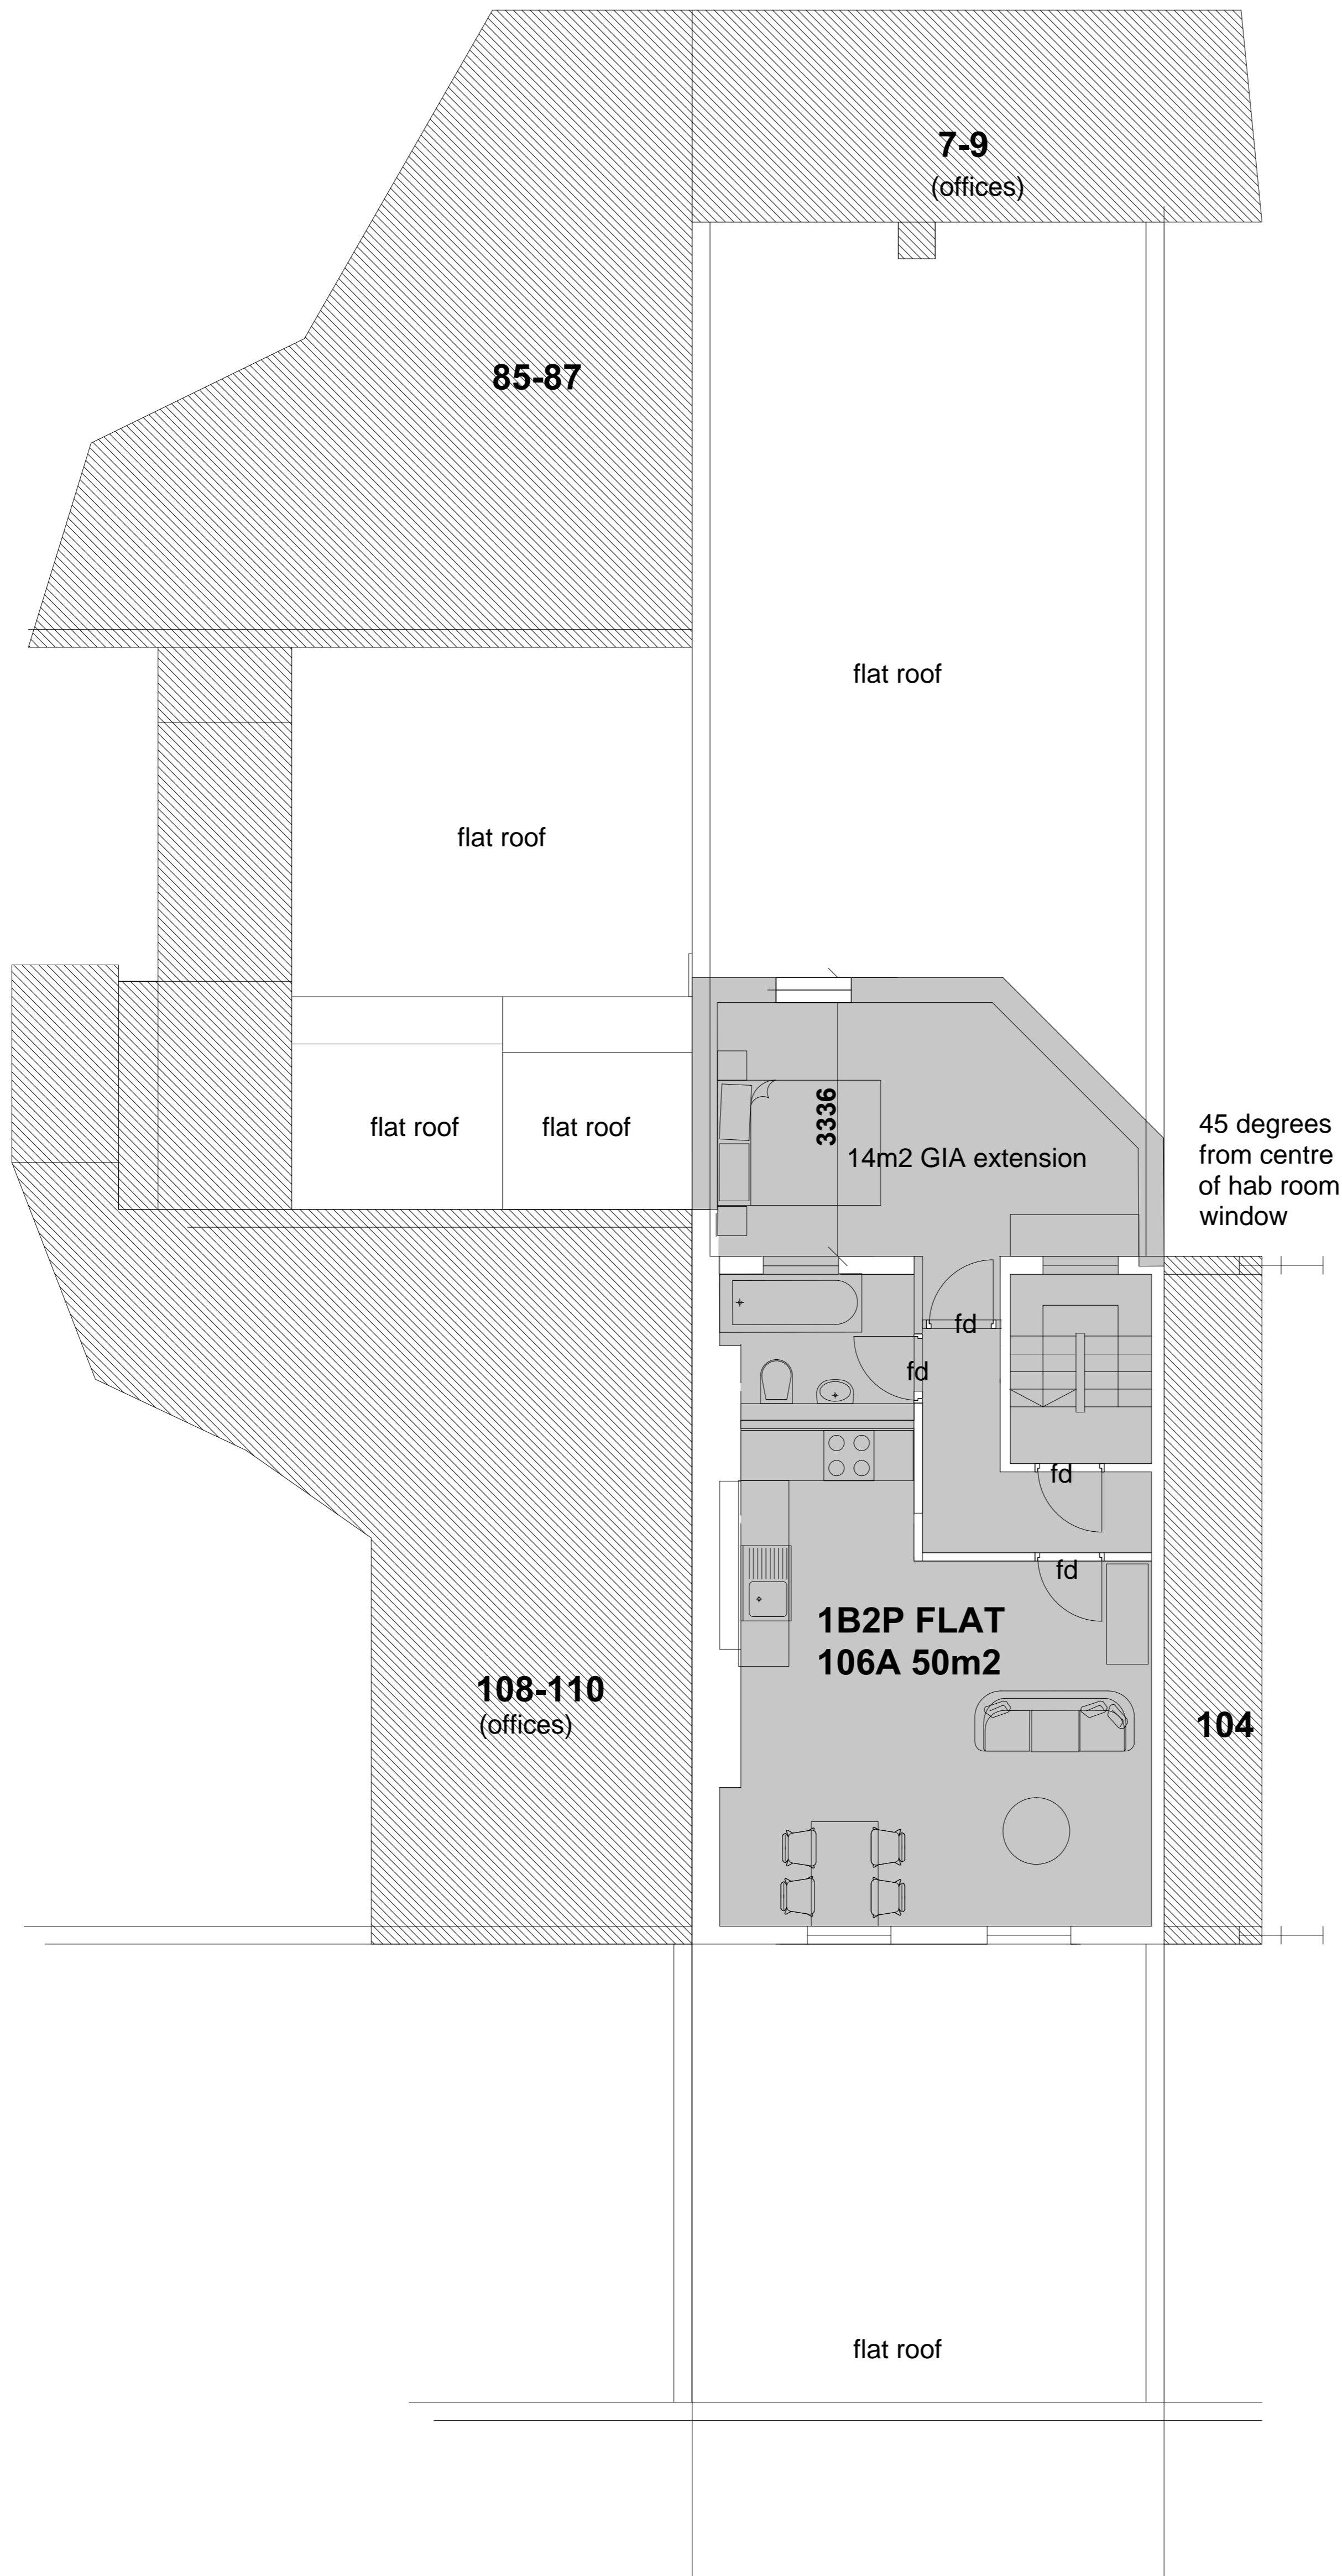 7-9
(offices)
85-87
flat roof
flat roof
flat roof
flat roof
3336
14m2 GIA extension
45 degrees
from centre
of hab room
window
fd
fd
fd
fd
1B2P FLAT
106A 50m2
108-110
(offices)
104
flat roof